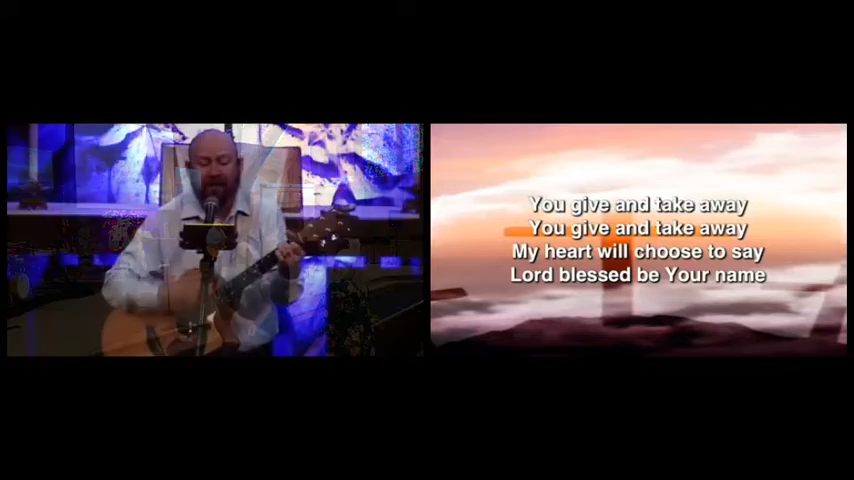 You give and take away
You give and take away
My heart will choose to say
Lord blessed be Your name